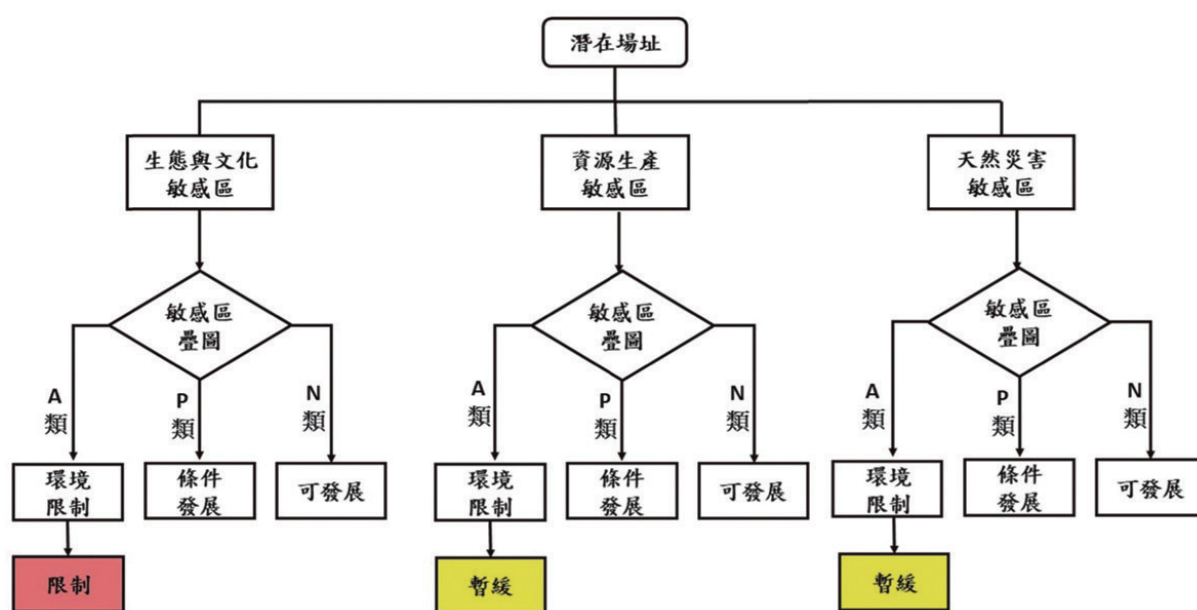 潛在場址
生態與文化
敏感區
資源生產
敏感區
天然災害
敏感區
敏感區
疊圖
敏感區
疊圖
敏感區
疊圖
A
類
P
類
N
類
A
類
P
類
N
類
A
類
P
類
N
類
環境
限制
條件
發展
可發展
環境
限制
條件
發展
可發展
環境
限制
條件
發展
可發展
限制
暫緩
暫緩